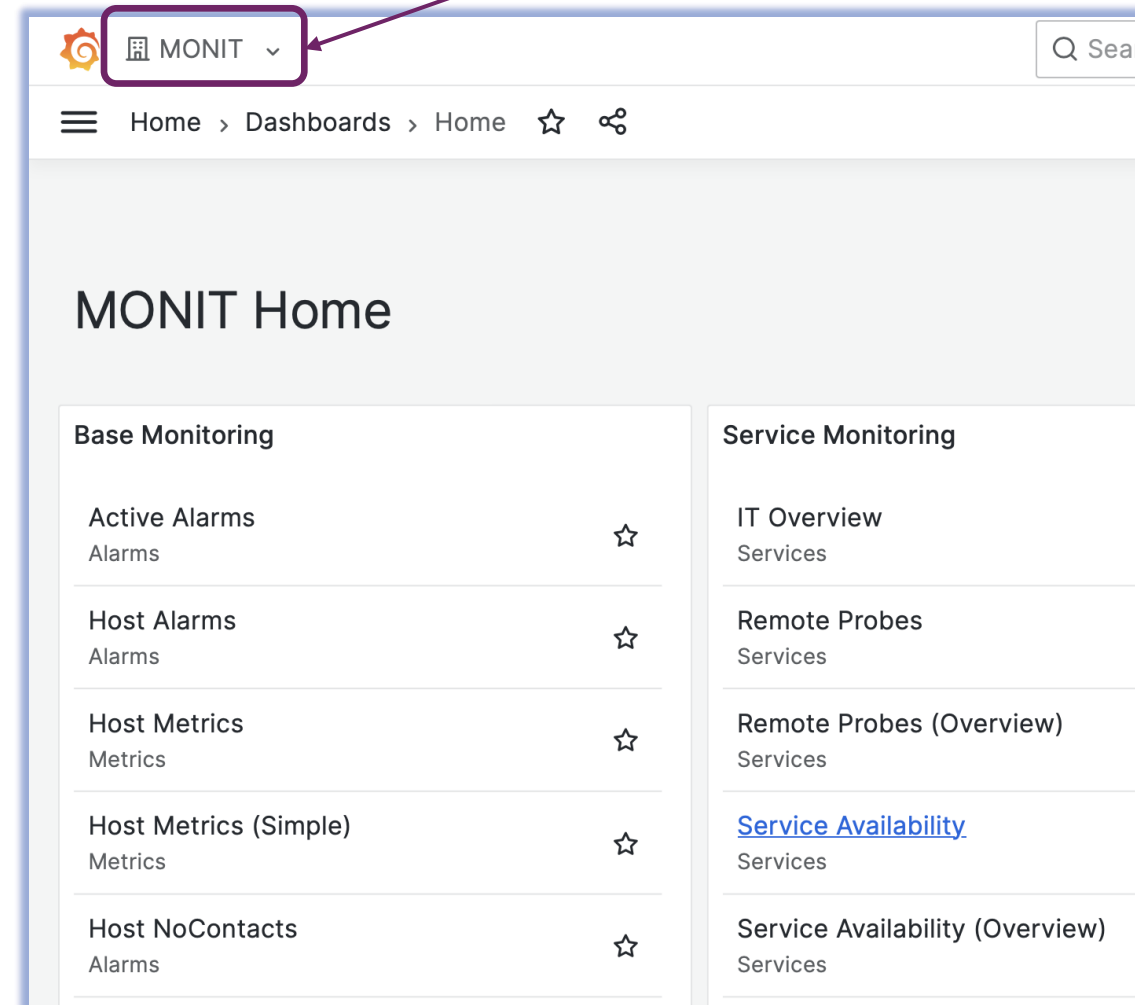 MONIT
Sea
Home › Dashboards › Home
MONIT Home
Base Monitoring
Active Alarms
Alarms
Host Alarms
Alarms
Host Metrics
Metrics
Host Metrics (Simple)
Metrics
Host NoContacts
Alarms
Service Monitoring
IT Overview
Services
Remote Probes
Services
Remote Probes (Overview)
Services
Service Availability
Services
Service Availability (Overview)
Services